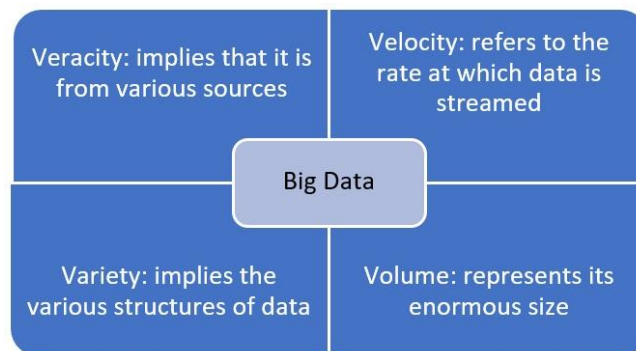 Veracity: implies that it is
from various sources
Velocity: refers to the
rate at which data is
streamed
Big Data
Variety: implies the
various structures of data
Volume: represents its
enormous size